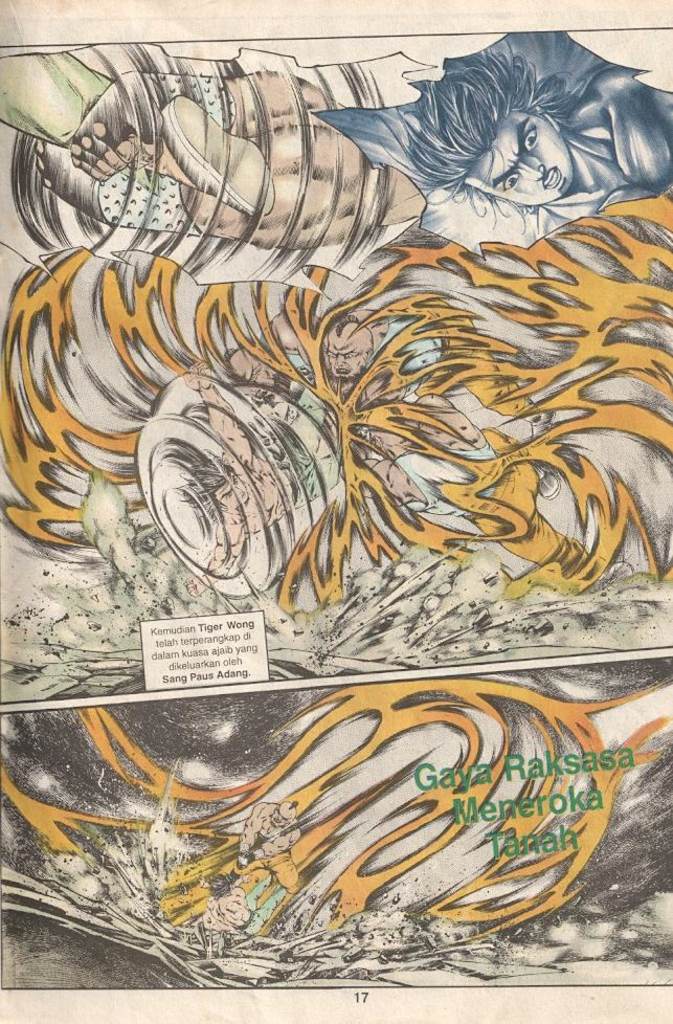 Kemudian Tiger Wong
telah terperangkap di
dalam kuasa ajaib yang
dikeluarkan oleh
Sang Paus Adang.
Gaya Raksasa
Meneroka
Tanah
17